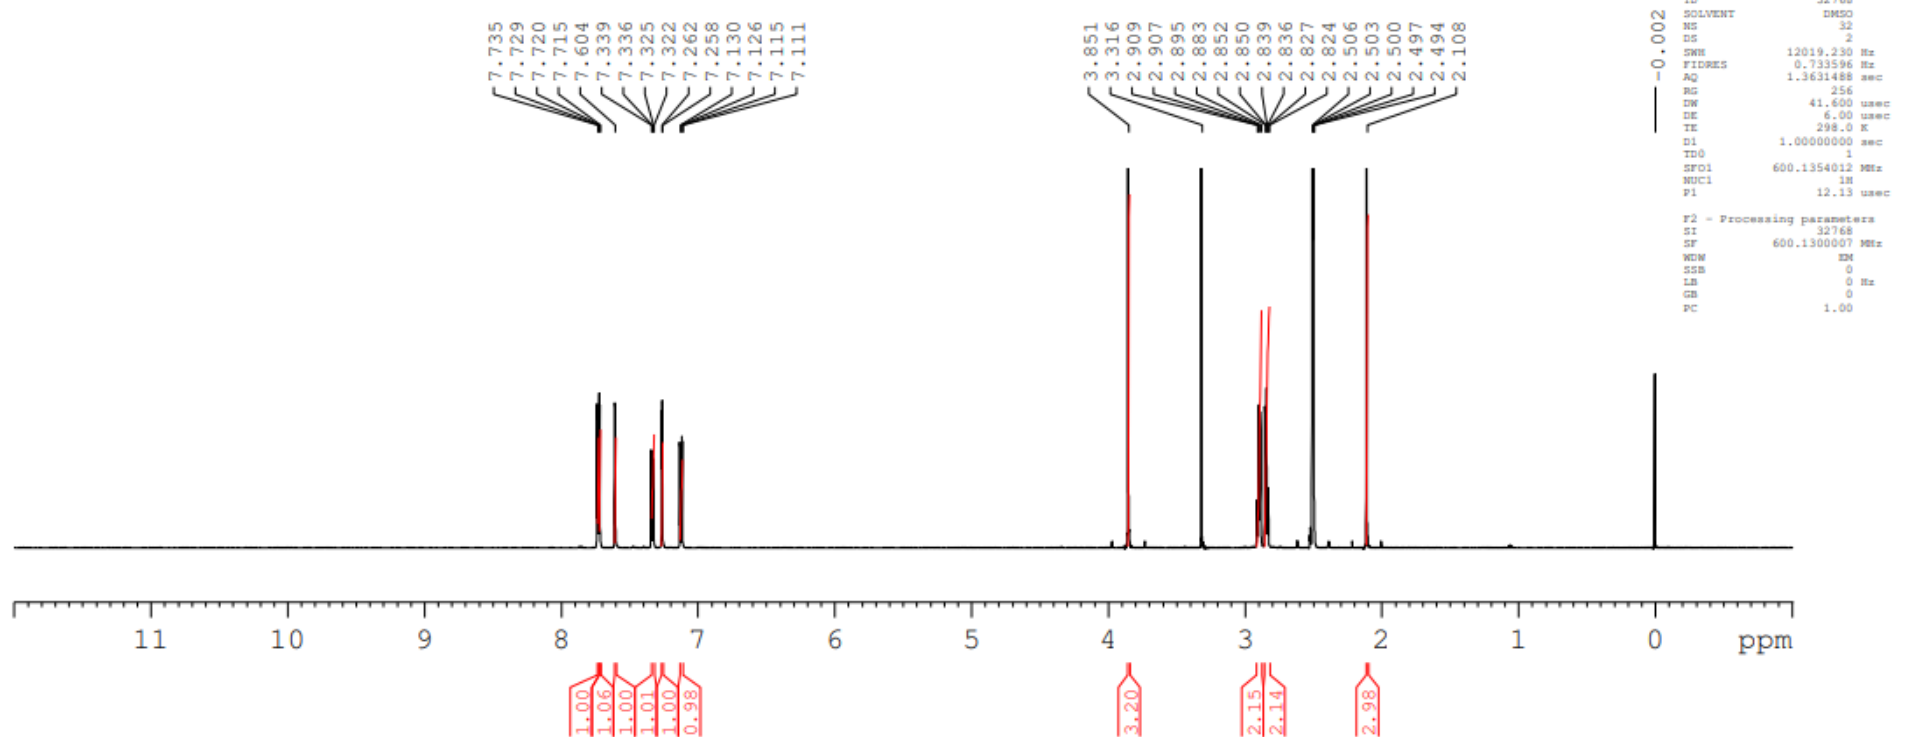 7.735
7.729
7.720
7.715
7.604
7.339
7.336
7.325
7.322
7.262
7.258
7.130
7.126
7.115
7.111
3.851
3.316
2.909
2.907
2.895
2.883
2.852
2.850
2.839
2.836
2.827
2.824
2.506
2.503
2.500
2.497
2.494
2.108
-0.002
SOLVENT DMSO
NS 32
DS 2
SWH 12019.230 Hz
FIDRES 0.733596 Hz
AQ 1.3631488 sec
RG 256
DW 41.600 usec
DE 6.00 usec
TE 298.0 K
D1 1.00000000 sec
TD0 1
SFO1 600.1354012 MHz
NUC1 1H
P1 12.13 usec
F2 - Processing parameters
SI 32768
SF 600.1300007 MHz
WDW EM
SSB 0
LB 0 Hz
GB 0
PC 1.00
11 10 9 8 7 6 5 4 3 2 1 0 ppm
1.00
1.06
1.00
1.01
1.00
0.98
3.20
2.15
2.14
2.98